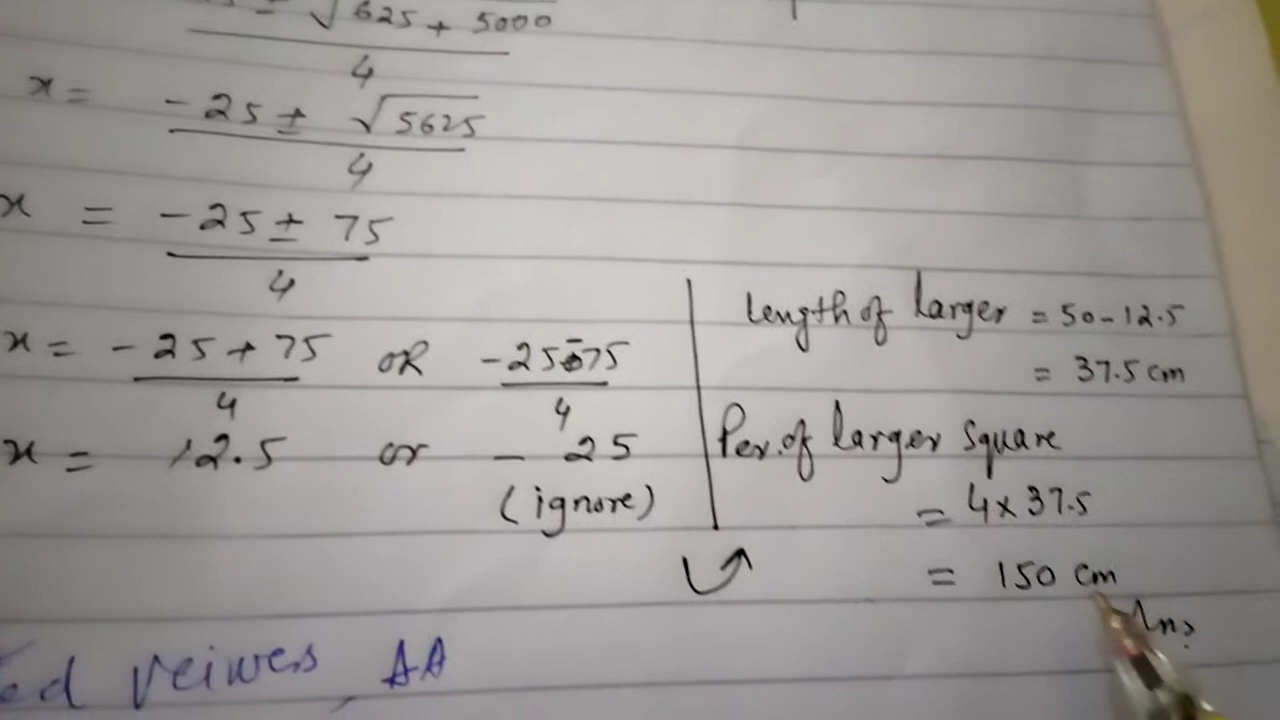 √625 + 5000
4
x = -25 ± √5625
4
x = -25 ± 75
4
x = -25 + 75 OR -25-75
4 4
x = 12.5 or - 25
(ignore)
Length of larger = 50-12.5
= 37.5 cm
Per. of larger square
= 4 x 37.5
= 150 cm
Ans
veiwers AA